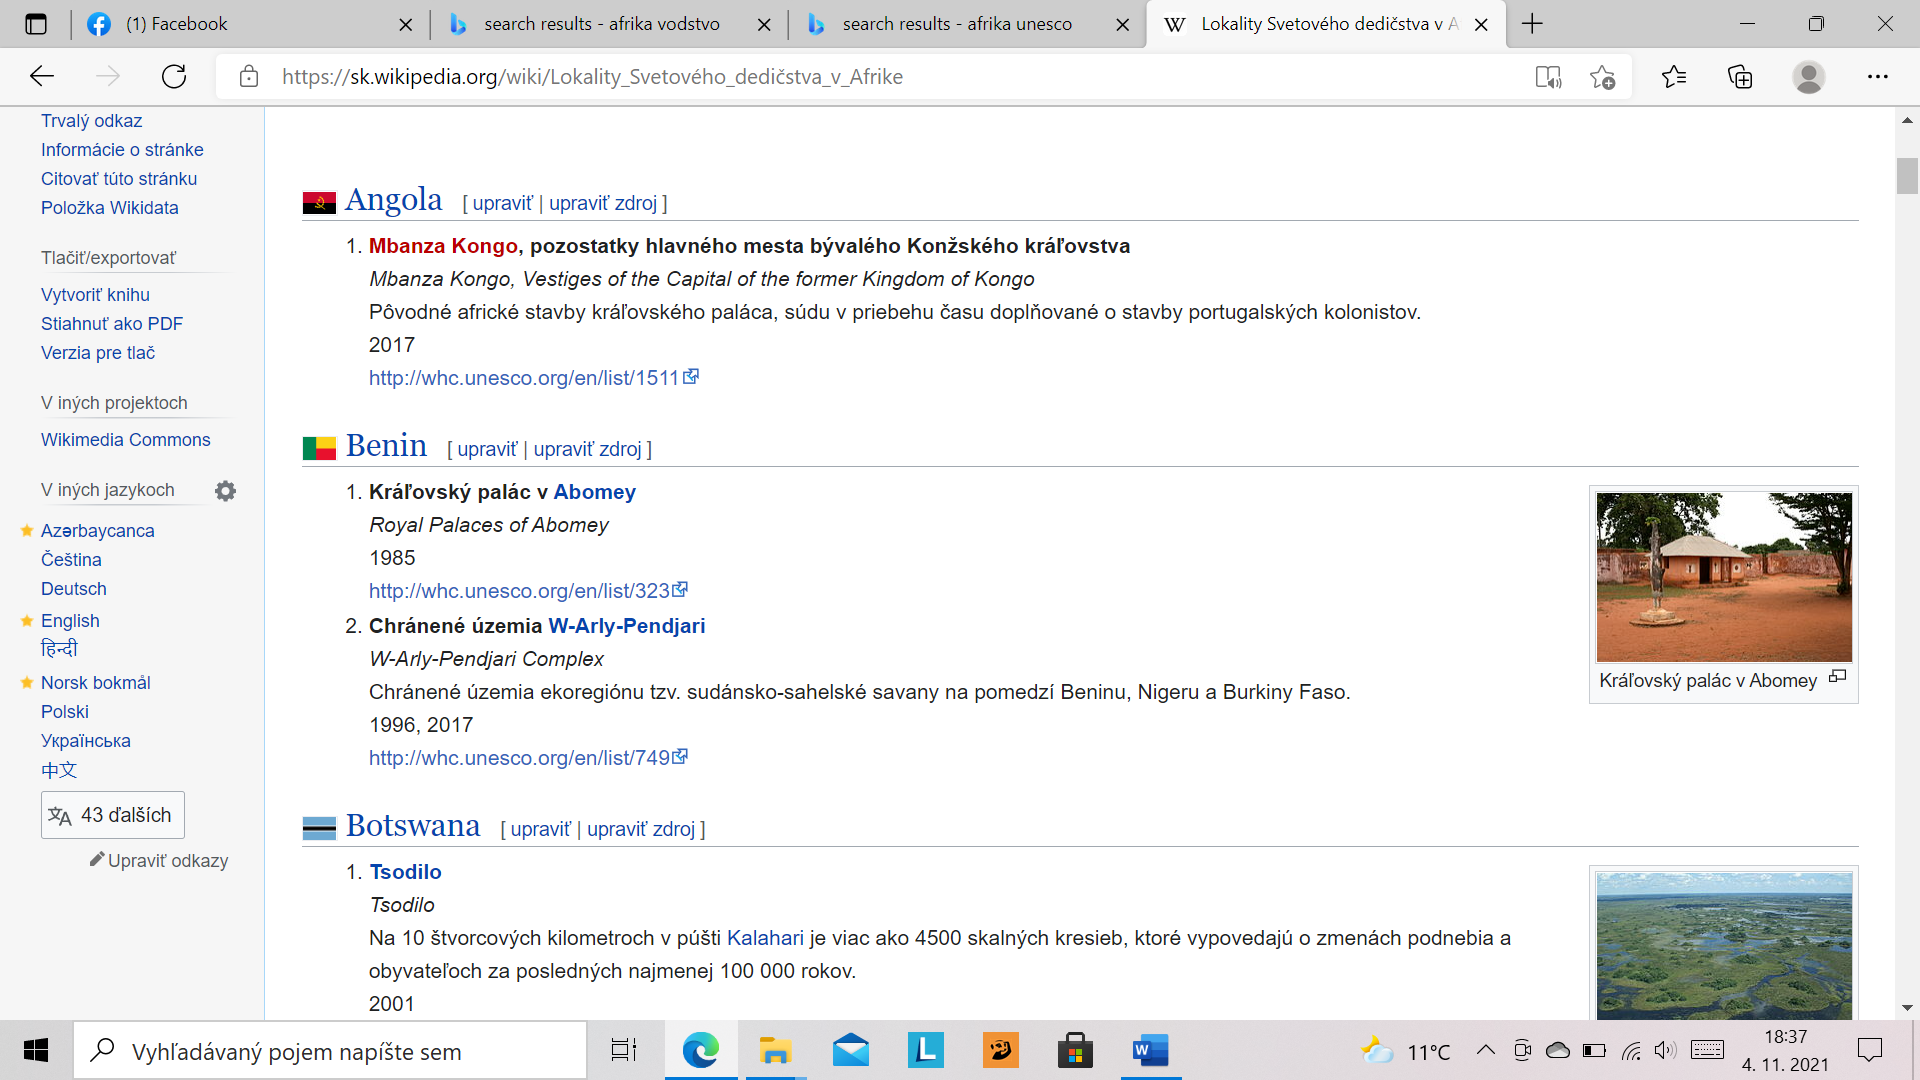 (1) Facebook
search results - afrika vodstvo
search results - afrika unesco
Lokality Svetového dedičstva v A
https://sk.wikipedia.org/wiki/Lokality_Svetového_dedičstva_v_Afrike
Trvalý odkaz
Informácie o stránke
Citovať túto stránku
Položka Wikidata
Tlačiť/exportovať
Vytvoriť knihu
Stiahnuť ako PDF
Verzia pre tlač
V iných projektoch
Wikimedia Commons
V iných jazykoch
Azərbaycanca
Čeština
Deutsch
English
हिन्दी
Norsk bokmål
Polski
Українська
中文
43 ďalších
Upraviť odkazy
Angola [ upraviť | upraviť zdroj ]
1. Mbanza Kongo, pozostatky hlavného mesta bývalého Konžského kráľovstva
Mbanza Kongo, Vestiges of the Capital of the former Kingdom of Kongo
Pôvodné africké stavby kráľovského paláca, súdu v priebehu času doplňované o stavby portugalských kolonistov.
2017
http://whc.unesco.org/en/list/1511
Benin [ upraviť | upraviť zdroj ]
1. Kráľovský palác v Abomey
Royal Palaces of Abomey
1985
http://whc.unesco.org/en/list/323
2. Chránené územia W-Arly-Pendjari
W-Arly-Pendjari Complex
Chránené územia ekoregiónu tzv. sudánsko-sahelské savany na pomedzí Beninu, Nigeru a Burkiny Faso.
1996, 2017
http://whc.unesco.org/en/list/749
Kráľovský palác v Abomey
Botswana [ upraviť | upraviť zdroj ]
1. Tsodilo
Tsodilo
Na 10 štvorcových kilometroch v púšti Kalahari je viac ako 4500 skalných kresieb, ktoré vypovedajú o zmenách podnebia a
obyvateľoch za posledných najmenej 100 000 rokov.
2001
Vyhľadávaný pojem napíšte sem
11°C
18:37
4. 11. 2021